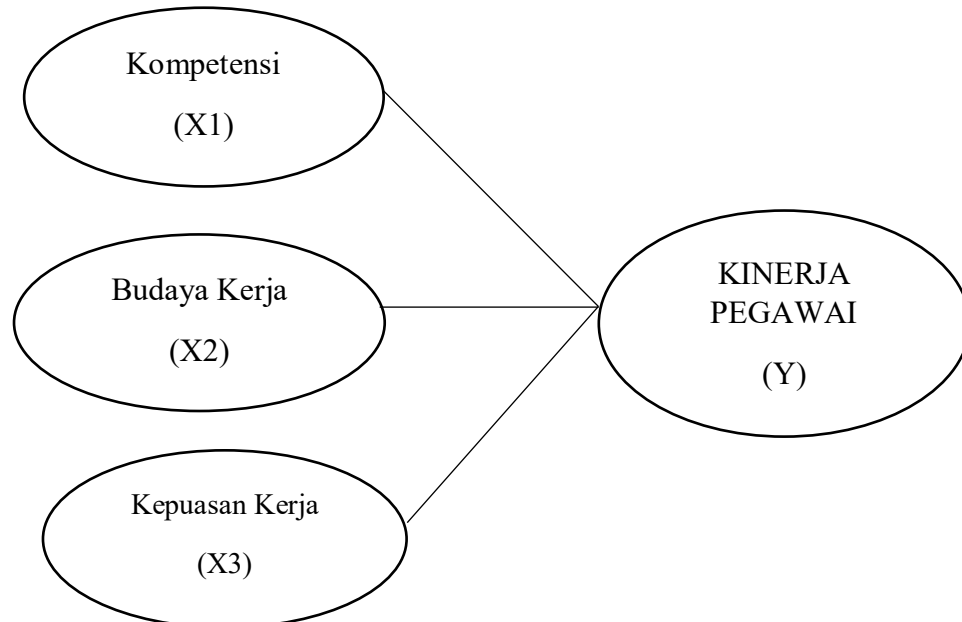 Kompetensi
(X1)
Budaya Kerja
(X2)
Kepuasan Kerja
(X3)
KINERJA
PEGAWAI
(Y)